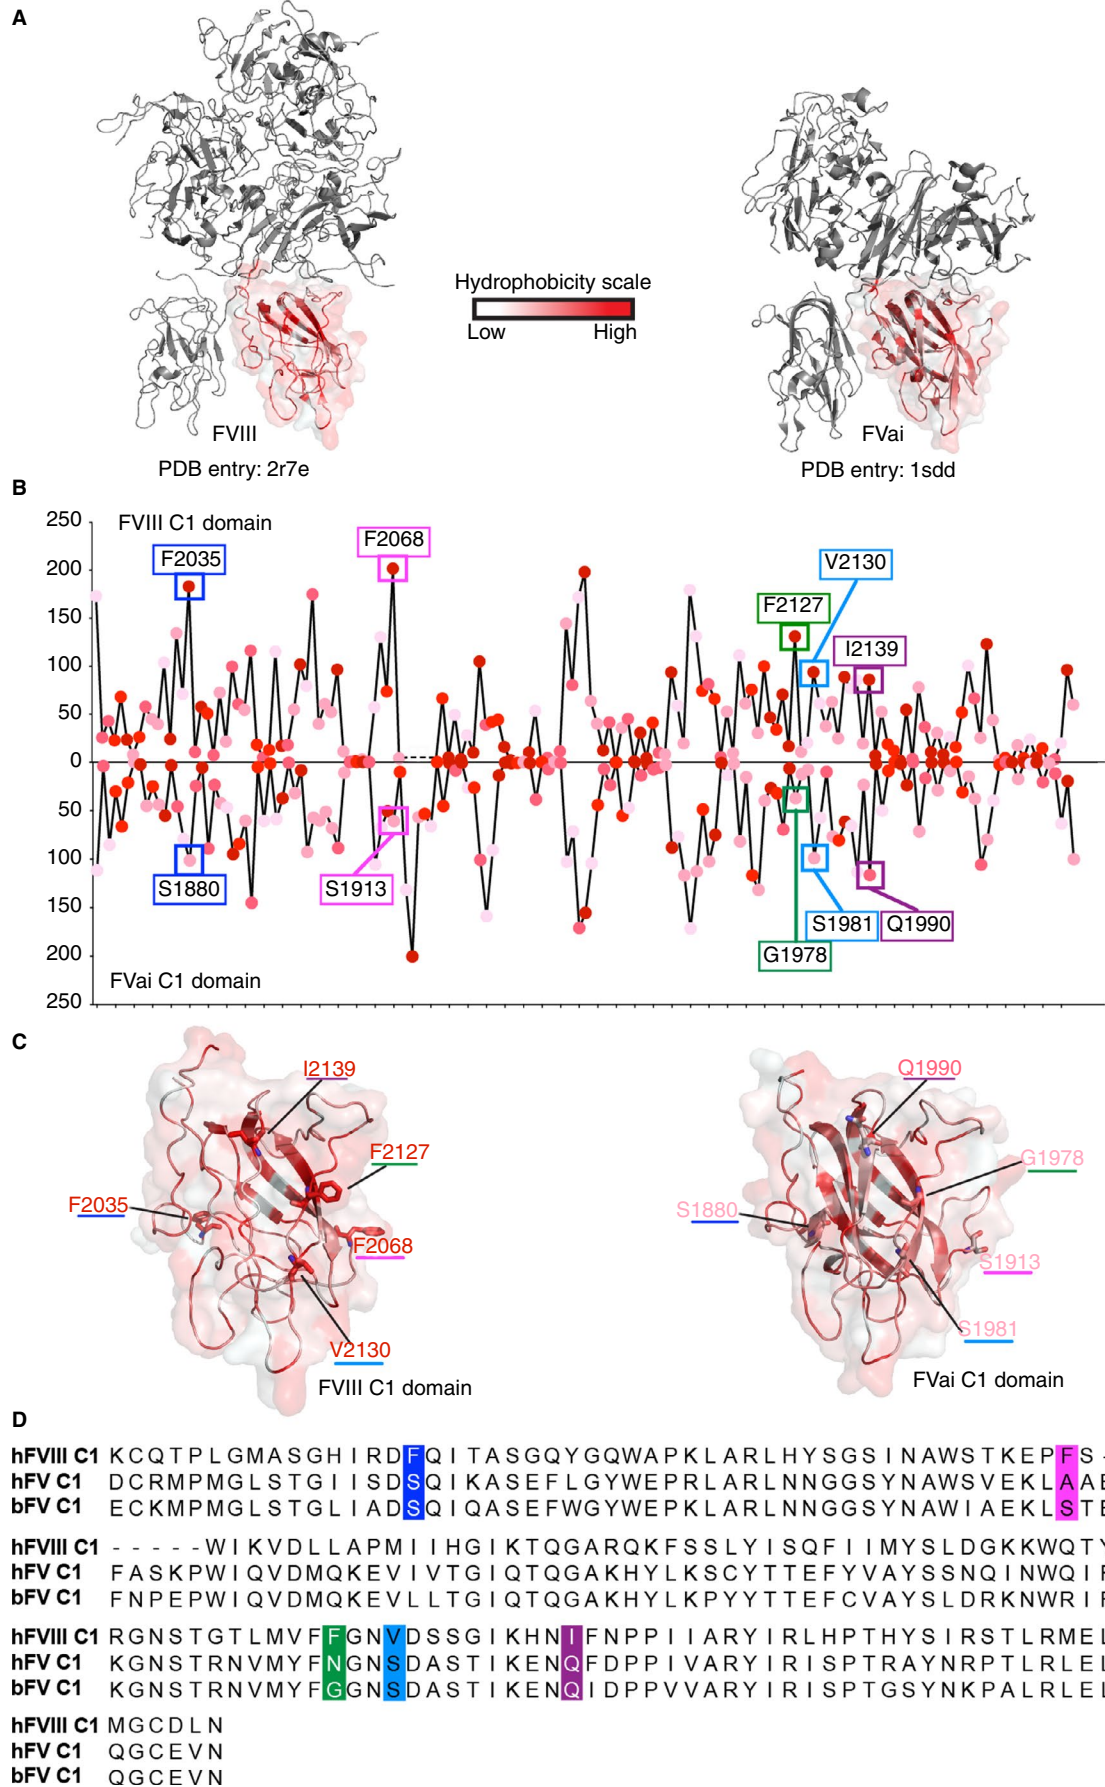 A
Hydrophobicity scale
Low High
FVIII
PDB entry: 2r7e
FVai
PDB entry: 1sdd
B
FVIII C1 domain
250
200
150
100
50
0
50
100
150
200
250
F2035
F2068
V2130
F2127
I2139
S1880
S1913
S1981
Q1990
G1978
FVai C1 domain
C
I2139
F2127
F2035
F2068
V2130
FVIII C1 domain
Q1990
G1978
S1880
S1913
S1981
FVai C1 domain
D
hFVIII C1 KCQTPLGMASGHIRDFQITASGQYGQWAPKLARLHYSGSINAWSTKEPFS-
hFV C1 DCRMPMGLSTGIISDSQIKASEFLGYWEPRLARLNNGGSYNAWSVEKLAAE
bFV C1 ECKMPMGLSTGLIADSQIQASEFWGYWEPKLARLNNGGSYNAWIAEKLSTE
hFVIII C1 -----WIKVDLLAPMIIHGIKTQGARQKFSSLYISQFIIMYSLDGKKWQTY
hFV C1 FASKPWIQVDMQKEVIVTGIQTQGAKHYLKSCYTTEFYVAYSSNQINWQIF
bFV C1 FNPEPWIQVDMQKEVLLTGIQTQGAKHYLKPYYTTEFCVAYSLDRKNWRIF
hFVIII C1 RGNSTGTLMVFFGNVDSSGIKHNIFNPPIIARYIRLHPTHYSIRSTLRMEL
hFV C1 KGNSTRNVMYFNGNSDASTIKENQFDPPIVARYIRISPTRAYNRPTLRLEL
bFV C1 KGNSTRNVMYFGGNSDASTIKENQIDPPVVARYIRISPTGSYNKPALRLEL
hFVIII C1 MGCDLN
hFV C1 QGCEVN
bFV C1 QGCEVN